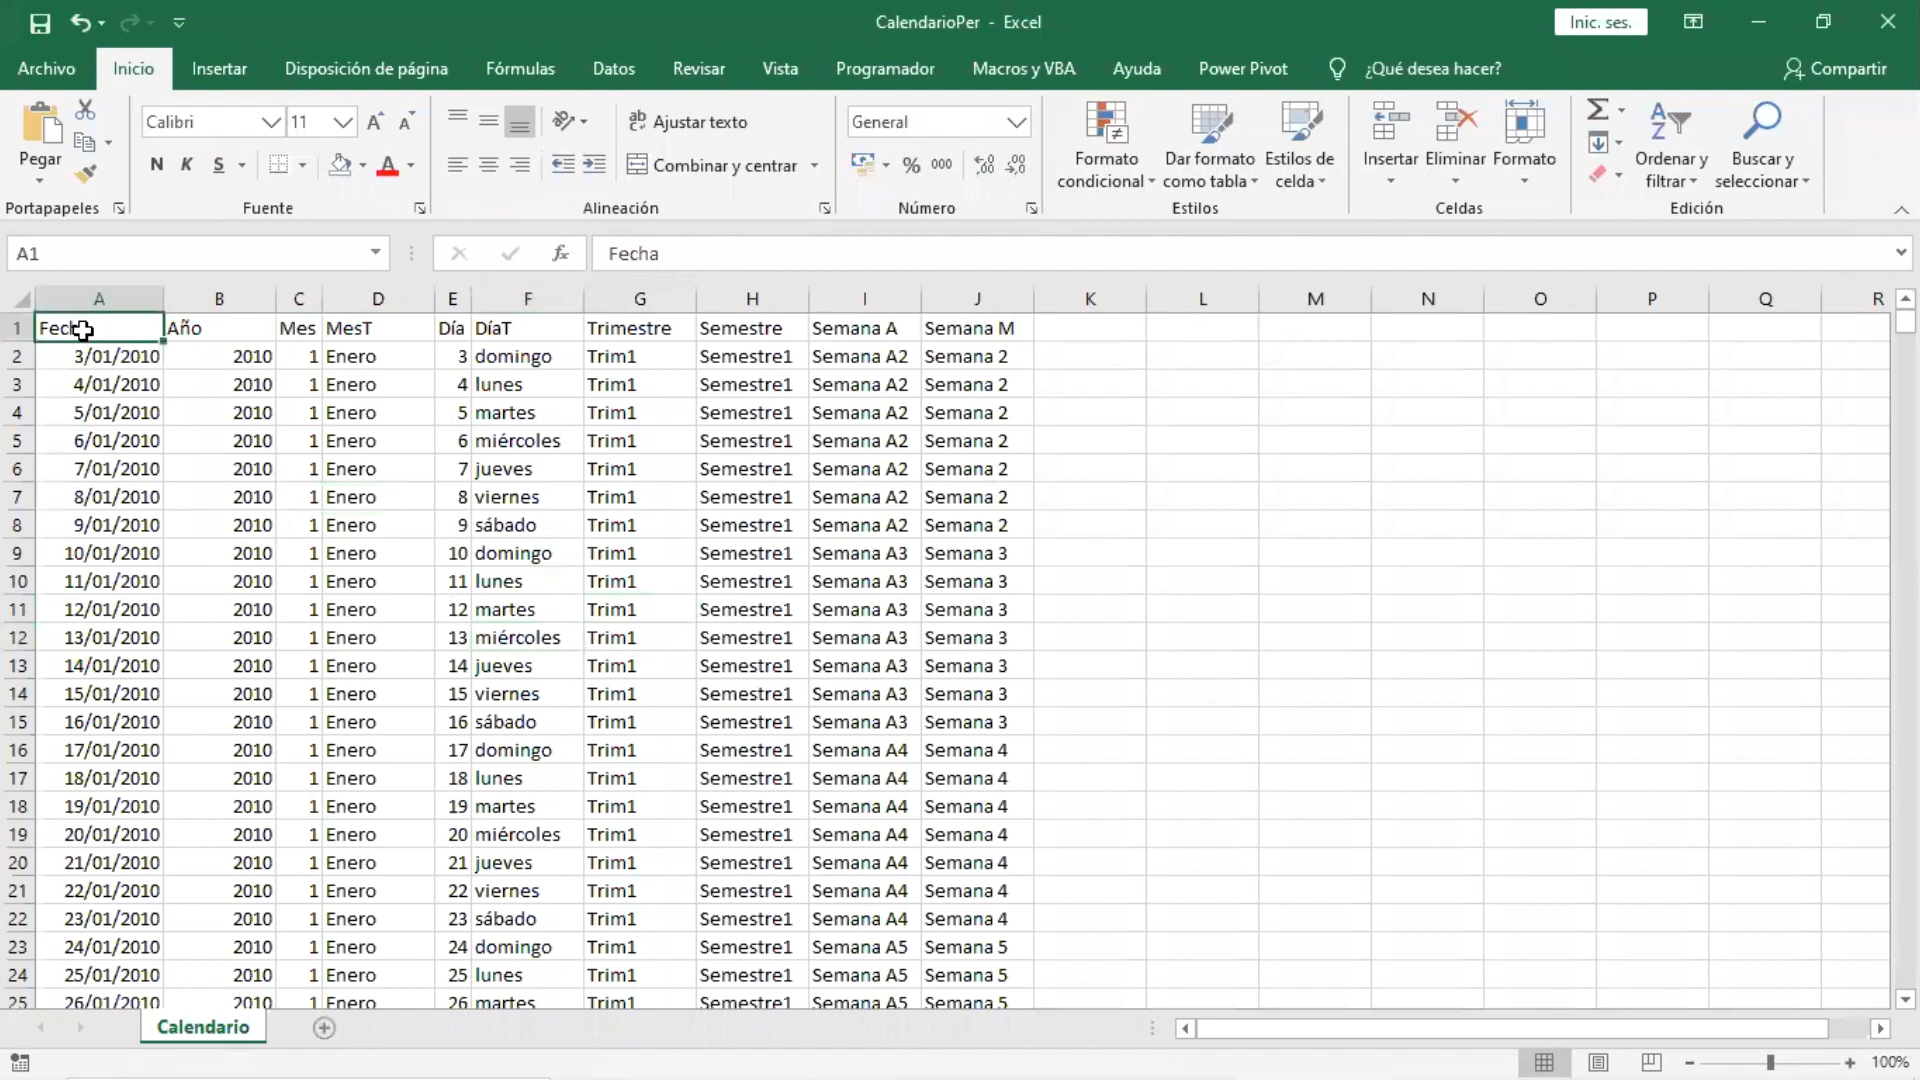 CalendarioPer - Excel
Inic. ses.
Archivo Inicio Insertar Disposición de página Fórmulas Datos Revisar Vista Programador Macros y VBA Ayuda Power Pivot ¿Qué desea hacer? Compartir
Pegar
Calibri 11
N K S
Ajustar texto
Combinar y centrar
General
% 000
Formato condicional
Dar formato como tabla
Estilos de celda
Insertar Eliminar Formato
Ordenar y filtrar
Buscar y seleccionar
Portapapeles Fuente Alineación Número Estilos Celdas Edición
A1 fx Fecha
A B C D E F G H I J K L M N O P Q R
1 Fecha Año Mes MesT Día DíaT Trimestre Semestre Semana A Semana M
2 3/01/2010 2010 1 Enero 3 domingo Trim1 Semestre1 Semana A2 Semana 2
3 4/01/2010 2010 1 Enero 4 lunes Trim1 Semestre1 Semana A2 Semana 2
4 5/01/2010 2010 1 Enero 5 martes Trim1 Semestre1 Semana A2 Semana 2
5 6/01/2010 2010 1 Enero 6 miércoles Trim1 Semestre1 Semana A2 Semana 2
6 7/01/2010 2010 1 Enero 7 jueves Trim1 Semestre1 Semana A2 Semana 2
7 8/01/2010 2010 1 Enero 8 viernes Trim1 Semestre1 Semana A2 Semana 2
8 9/01/2010 2010 1 Enero 9 sábado Trim1 Semestre1 Semana A2 Semana 2
9 10/01/2010 2010 1 Enero 10 domingo Trim1 Semestre1 Semana A3 Semana 3
10 11/01/2010 2010 1 Enero 11 lunes Trim1 Semestre1 Semana A3 Semana 3
11 12/01/2010 2010 1 Enero 12 martes Trim1 Semestre1 Semana A3 Semana 3
12 13/01/2010 2010 1 Enero 13 miércoles Trim1 Semestre1 Semana A3 Semana 3
13 14/01/2010 2010 1 Enero 14 jueves Trim1 Semestre1 Semana A3 Semana 3
14 15/01/2010 2010 1 Enero 15 viernes Trim1 Semestre1 Semana A3 Semana 3
15 16/01/2010 2010 1 Enero 16 sábado Trim1 Semestre1 Semana A3 Semana 3
16 17/01/2010 2010 1 Enero 17 domingo Trim1 Semestre1 Semana A4 Semana 4
17 18/01/2010 2010 1 Enero 18 lunes Trim1 Semestre1 Semana A4 Semana 4
18 19/01/2010 2010 1 Enero 19 martes Trim1 Semestre1 Semana A4 Semana 4
19 20/01/2010 2010 1 Enero 20 miércoles Trim1 Semestre1 Semana A4 Semana 4
20 21/01/2010 2010 1 Enero 21 jueves Trim1 Semestre1 Semana A4 Semana 4
21 22/01/2010 2010 1 Enero 22 viernes Trim1 Semestre1 Semana A4 Semana 4
22 23/01/2010 2010 1 Enero 23 sábado Trim1 Semestre1 Semana A4 Semana 4
23 24/01/2010 2010 1 Enero 24 domingo Trim1 Semestre1 Semana A5 Semana 5
24 25/01/2010 2010 1 Enero 25 lunes Trim1 Semestre1 Semana A5 Semana 5
25 26/01/2010 2010 1 Enero 26 martes Trim1 Semestre1 Semana A5 Semana 5
Calendario
100%